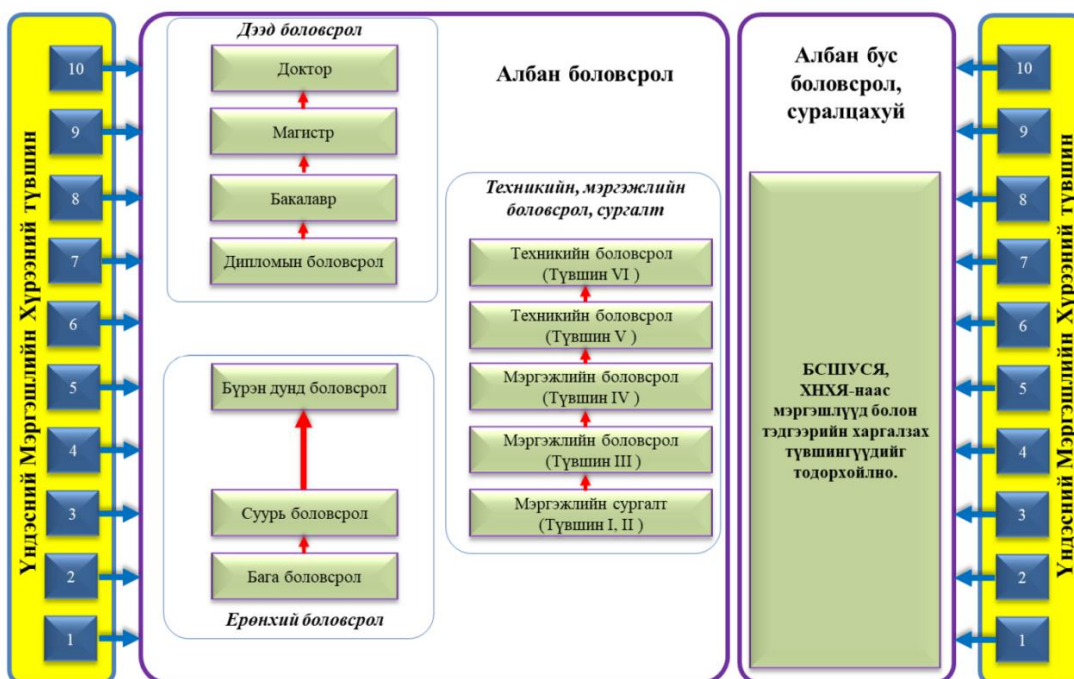 Үндэсний Мэргэшлийн Хүрээний түвшин
10
9
8
7
6
5
4
3
2
1
Дээд боловсрол
Доктор
Магистр
Бакалавр
Дипломын боловсрол
Бүрэн дунд боловсрол
Суурь боловсрол
Бага боловсрол
Ерөнхий боловсрол
Албан боловсрол
Техникийн, мэргэжлийн
боловсрол, сургалт
Техникийн боловсрол
(Түвшин VI )
Техникийн боловсрол
(Түвшин V )
Мэргэжлийн боловсрол
(Түвшин IV )
Мэргэжлийн боловсрол
(Түвшин III )
Мэргэжлийн сургалт
(Түвшин I, II )
Албан бус
боловсрол,
суралцахуй
БСШУСЯ,
ХНХЯ-наас
мэргэшлүүд болон
тэдгээрийн харгалзах
түвшингүүдийг
тодорхойлно.
10
9
8
7
6
5
4
3
2
1
Үндэсний Мэргэшлийн Хүрээний түвшин